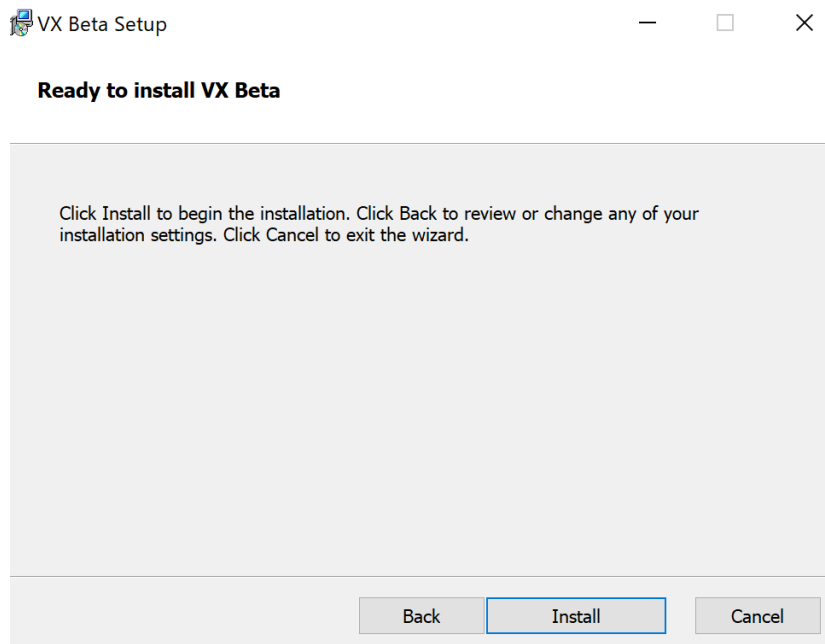 VX Beta Setup
Ready to install VX Beta
Click Install to begin the installation. Click Back to review or change any of your
installation settings. Click Cancel to exit the wizard.
Back Install Cancel